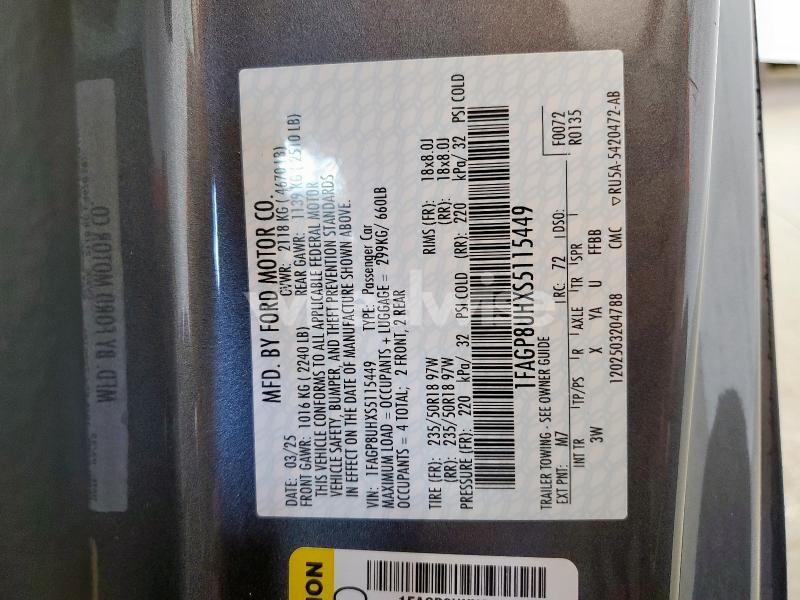 MFD. BY FORD MOTOR CO.
DATE: 03/25 GVWR: 2118 KG ( 4670 LB)
FRONT GAWR: 1016 KG ( 2240 LB) REAR GAWR: 1139 KG ( 2510 LB)
THIS VEHICLE CONFORMS TO ALL APPLICABLE FEDERAL MOTOR
VEHICLE SAFETY, BUMPER, AND THEFT PREVENTION STANDARDS
IN EFFECT ON THE DATE OF MANUFACTURE SHOWN ABOVE.
VIN: 1FAGP8UHXS5115449 TYPE: Passenger Car
MAXIMUM LOAD = OCCUPANTS + LUGGAGE = 299KG/ 660LB
OCCUPANTS = 4 TOTAL: 2 FRONT, 2 REAR
TIRE (FR): 235/50R18 97W RIMS (FR): 18x8.0J
(RR): 235/50R18 97W (RR): 18x8.0J
PRESSURE (FR): 220 kPa/ 32 PSI COLD (RR): 220 kPa/ 32 PSI COLD
1FAGP8UHXS5115449
TRAILER TOWING - SEE OWNER GUIDE
EXT PNT: M7 RC: 72 DSO: F0072
R0135
INT TR TP/PS R AXLE TR SPR
3W X YA U FFBB
1202503204788 CMC ▽RU5A-5420472-AB
MFD. BY FORD MOTOR CO